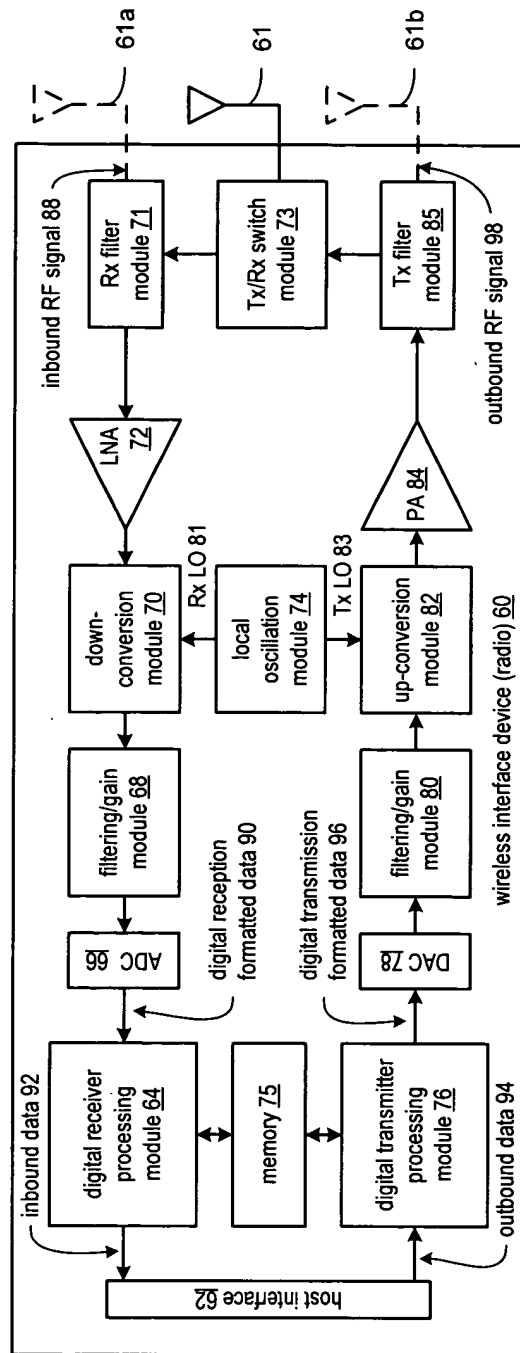 inbound data 92
digital receiver
processing
module 64
ADC 66
digital reception
formatted data 90
filtering/gain
module 68
down-
conversion
module 70
Rx LO 81
LNA
72
inbound RF signal 88
Rx filter
module 71
61a
host interface 62
memory 75
local
oscillation
module 74
Tx/Rx switch
module 73
61
Tx LO 83
outbound data 94
digital transmitter
processing
module 76
digital transmission
formatted data 96
DAC 78
filtering/gain
module 80
up-conversion
module 82
PA 84
Tx filter
module 85
outbound RF signal 98
61b
wireless interface device (radio) 60